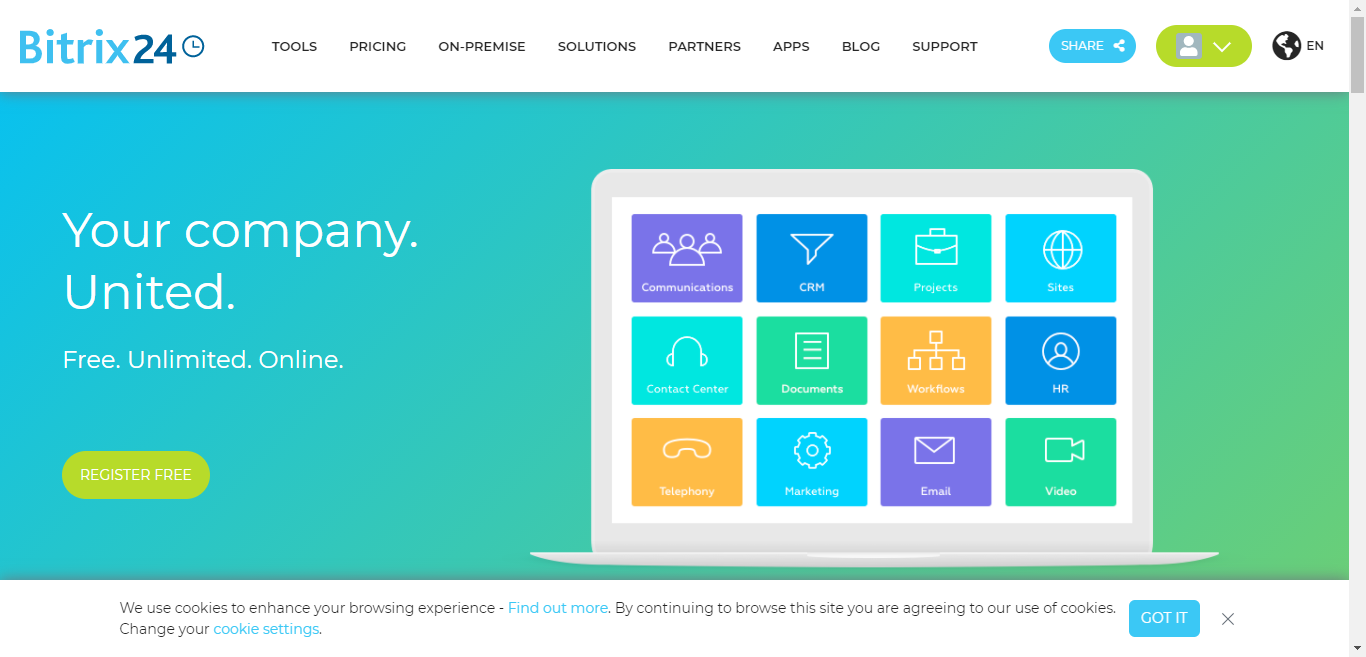 Bitrix24
TOOLS
PRICING
ON-PREMISE
SOLUTIONS
PARTNERS
APPS
BLOG
SUPPORT
SHARE
EN
Your company.
United.
Free. Unlimited. Online.
REGISTER FREE
Communications
CRM
Projects
Sites
Contact Center
Documents
Workflows
HR
Telephony
Marketing
Email
Video
We use cookies to enhance your browsing experience - Find out more. By continuing to browse this site you are agreeing to our use of cookies.
Change your cookie settings.
GOT IT